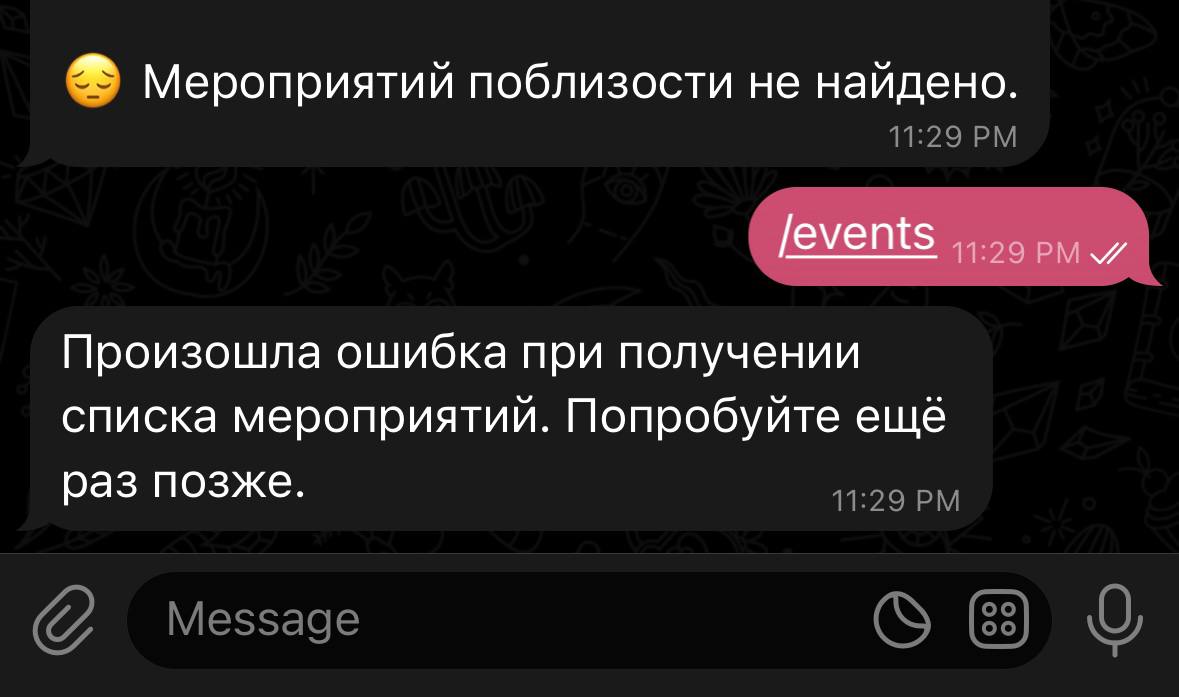 😔 Мероприятий поблизости не найдено.
11:29 PM
/events 11:29 PM
Произошла ошибка при получении
списка мероприятий. Попробуйте ещё
раз позже.
11:29 PM
Message